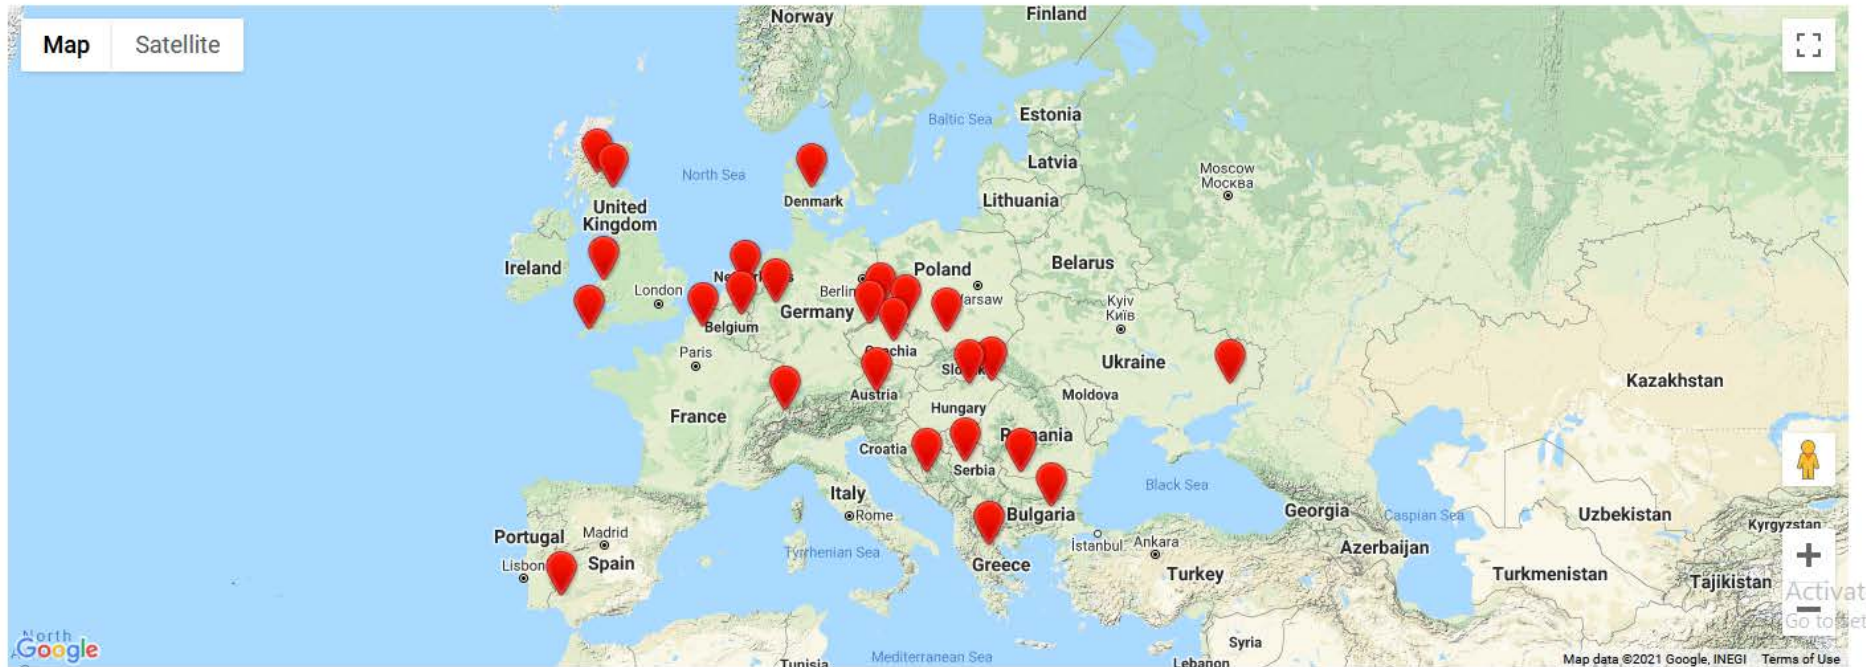 Norway
Finland
Map
Satellite
Estonia
Baltic Sea
Latvia
Moscow
Москва
North Sea
Denmark
Lithuania
United
Kingdom
Ireland
Poland
Belarus
London
Berlin
Kyiv
Київ
Germany
Belgium
Paris
Ukraine
Kazakhstan
Austria
Moldova
Hungary
France
Croatia
Serbia
Black Sea
Italy
Rome
Bulgaria
Georgia
Caspian Sea
Uzbekistan
Kyrgyzstan
Portugal
Madrid
İstanbul
Ankara
Azerbaijan
Tyrrhenian Sea
Lisbon
Spain
Greece
Turkey
Turkmenistan
Tajikistan
Activat
North
Google
Syria
Tunisia
Mediterranean Sea
Lebanon
Map data ©2021 Google, INEGI
Terms of Use